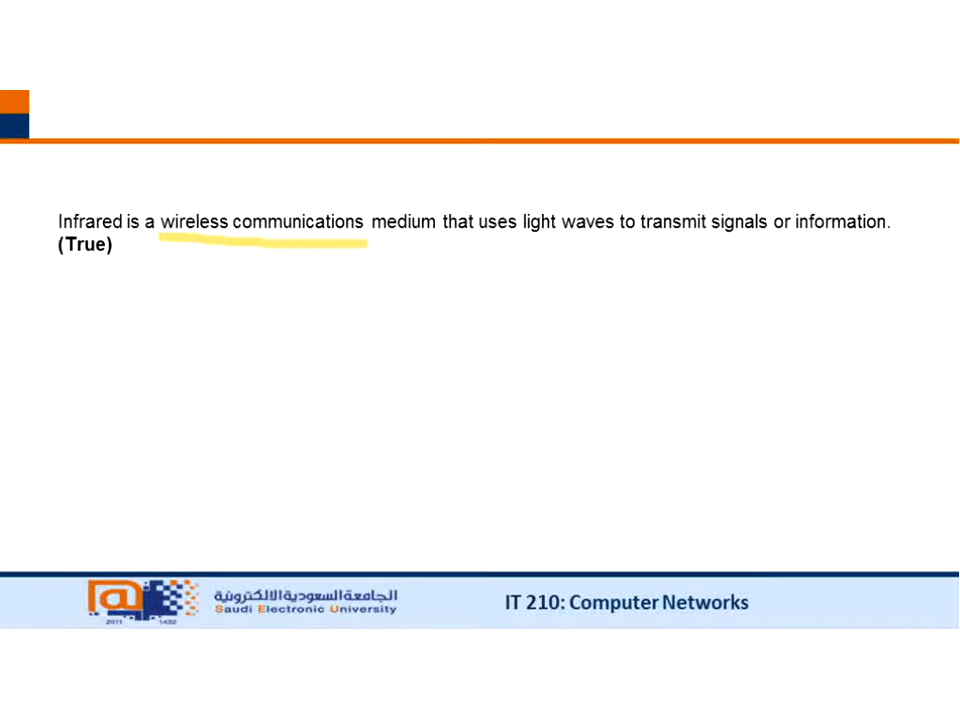 Infrared is a wireless communications medium that uses light waves to transmit signals or information.
(True)
الجامعة السعودية الالكترونية
Saudi Electronic University
2011 1432
IT 210: Computer Networks